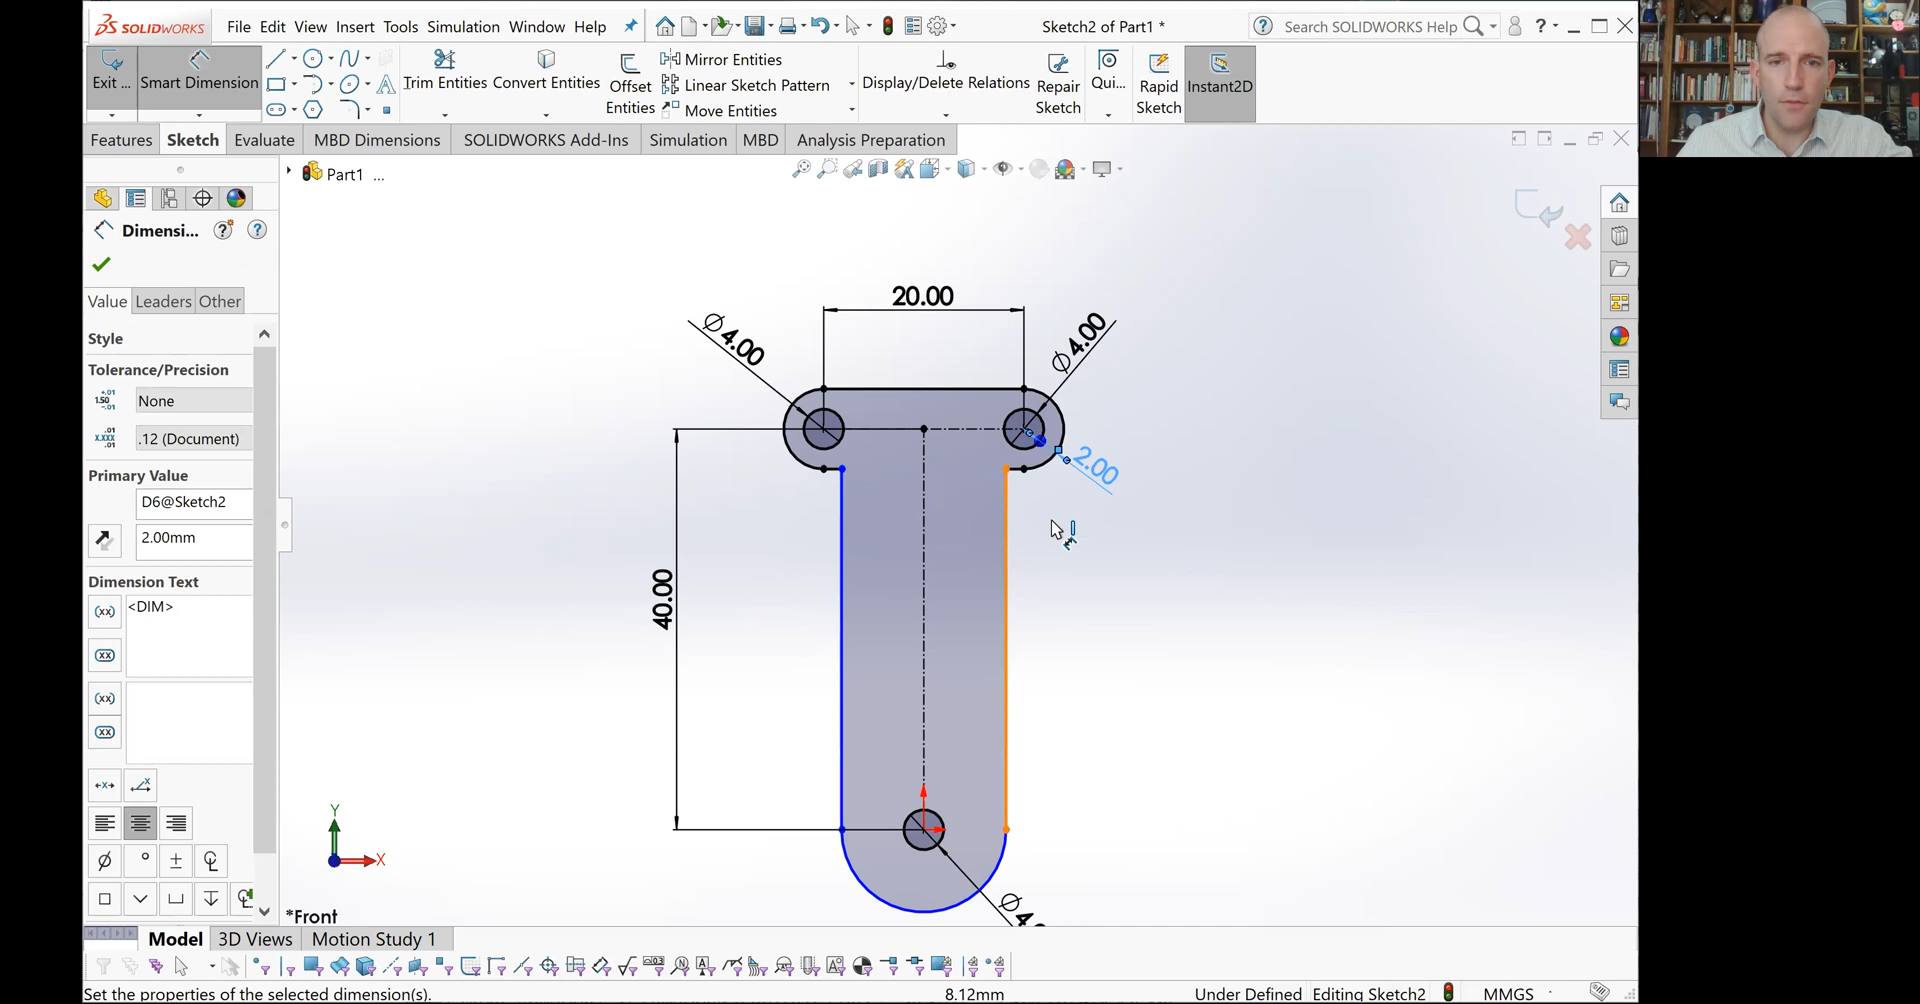 SOLIDWORKS File Edit View Insert Tools Simulation Window Help Sketch2 of Part1 * Search SOLIDWORKS Help ?
Exit ... Smart Dimension Trim Entities Convert Entities Offset Entities Mirror Entities Linear Sketch Pattern Move Entities Display/Delete Relations Repair Sketch Qui... Rapid Sketch Instant2D
Features Sketch Evaluate MBD Dimensions SOLIDWORKS Add-Ins Simulation MBD Analysis Preparation
Part1 ...
Dimensi...
Value Leaders Other
Style
Tolerance/Precision
None
.12 (Document)
Primary Value
D6@Sketch2
2.00mm
Dimension Text
<DIM>
20.00
∅4.00
∅4.00
2.00
40.00
∅4.
Y
X
*Front
Model 3D Views Motion Study 1
Set the properties of the selected dimension(s). 8.12mm Under Defined Editing Sketch2 MMGS